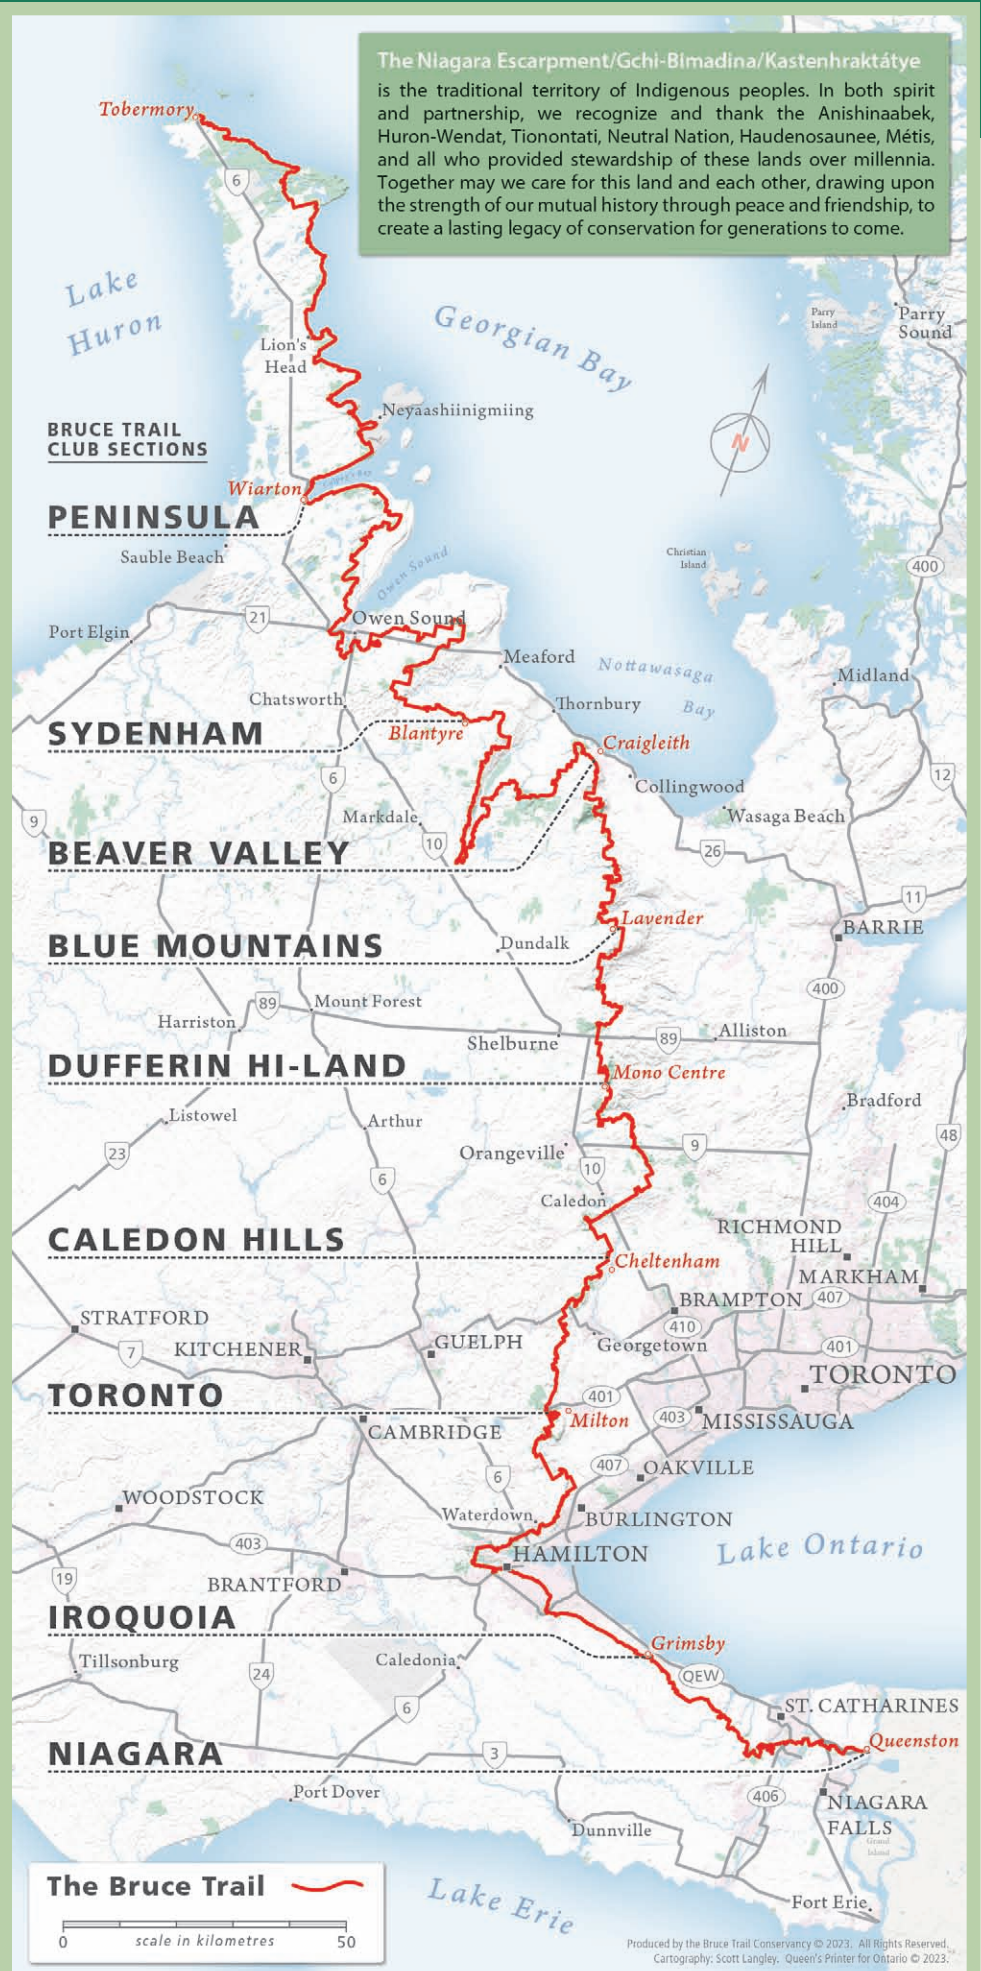 The Niagara Escarpment/Gchi-Bimadina/Kastenhraktátye
is the traditional territory of Indigenous peoples. In both spirit
and partnership, we recognize and thank the Anishinaabek,
Huron-Wendat, Tionontati, Neutral Nation, Haudenosaunee, Métis,
and all who provided stewardship of these lands over millennia.
Together may we care for this land and each other, drawing upon
the strength of our mutual history through peace and friendship, to
create a lasting legacy of conservation for generations to come.
Tobermory
6
Lake
Huron
Georgian Bay
Parry
Island
Parry
Sound
Lion's
Head
Neyaashiinigmiing
N
BRUCE TRAIL
CLUB SECTIONS
Wiarton
PENINSULA
Sauble Beach
Owen Sound
Christian
Island
400
21
Owen Sound
Port Elgin
Meaford
Nottawasaga
Bay
Midland
Chatsworth
Thornbury
SYDENHAM
Blantyre
Craigleith
6
Collingwood
12
9
Markdale
Wasaga Beach
10
BEAVER VALLEY
26
11
Lavender
BARRIE
BLUE MOUNTAINS
Dundalk
400
89
Mount Forest
Harriston
Shelburne
89
Alliston
DUFFERIN HI-LAND
Mono Centre
Bradford
Listowel
Arthur
48
23
Orangeville
9
10
6
Caledon
404
CALEDON HILLS
RICHMOND
HILL
Cheltenham
MARKHAM
BRAMPTON
407
STRATFORD
410
7
KITCHENER
GUELPH
Georgetown
401
TORONTO
TORONTO
401
Milton
403
MISSISSAUGA
CAMBRIDGE
407
OAKVILLE
6
WOODSTOCK
Waterdown
BURLINGTON
403
HAMILTON
Lake Ontario
19
BRANTFORD
IROQUOIA
Grimsby
Tillsonburg
Caledonia
24
QEW
6
ST. CATHARINES
NIAGARA
Queenston
3
Port Dover
406
NIAGARA
FALLS
Dunnville
Grand
Island
The Bruce Trail
Lake Erie
Fort Erie
0
scale in kilometres
50
Produced by the Bruce Trail Conservancy © 2023. All Rights Reserved.
Cartography: Scott Langley. Queen's Printer for Ontario © 2023.